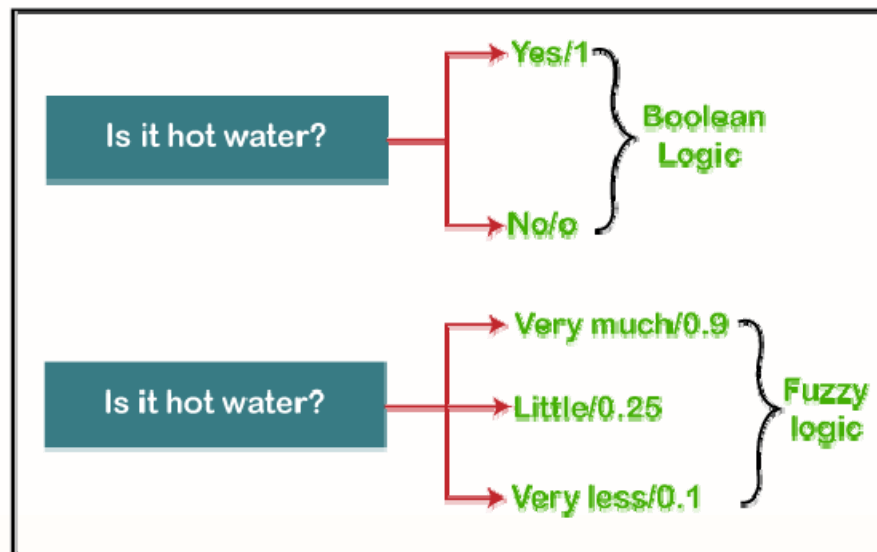 Is it hot water?
Yes/1
No/o
Boolean
Logic
Is it hot water?
Very much/0.9
Little/0.25
Very less/0.1
Fuzzy
logic